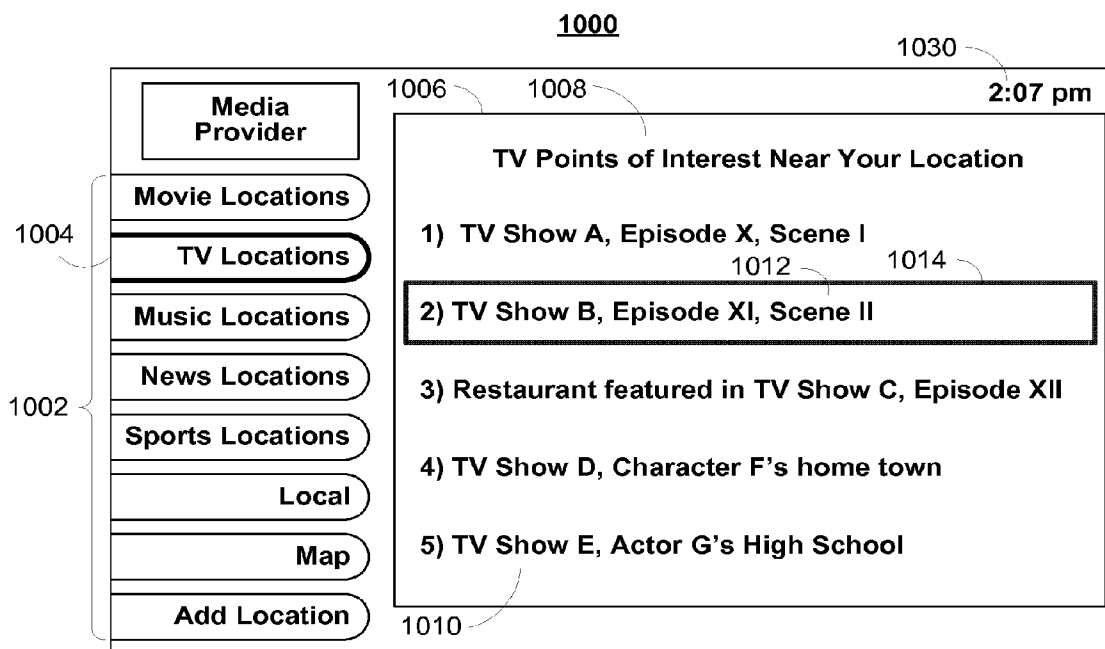 1000
1030
2:07 pm
1006
1008
Media
Provider
TV Points of Interest Near Your Location
Movie Locations
1004
TV Locations
1) TV Show A, Episode X, Scene I
1012
1014
Music Locations
2) TV Show B, Episode XI, Scene II
News Locations
3) Restaurant featured in TV Show C, Episode XII
1002
Sports Locations
4) TV Show D, Character F's home town
Local
Map
5) TV Show E, Actor G's High School
Add Location
1010